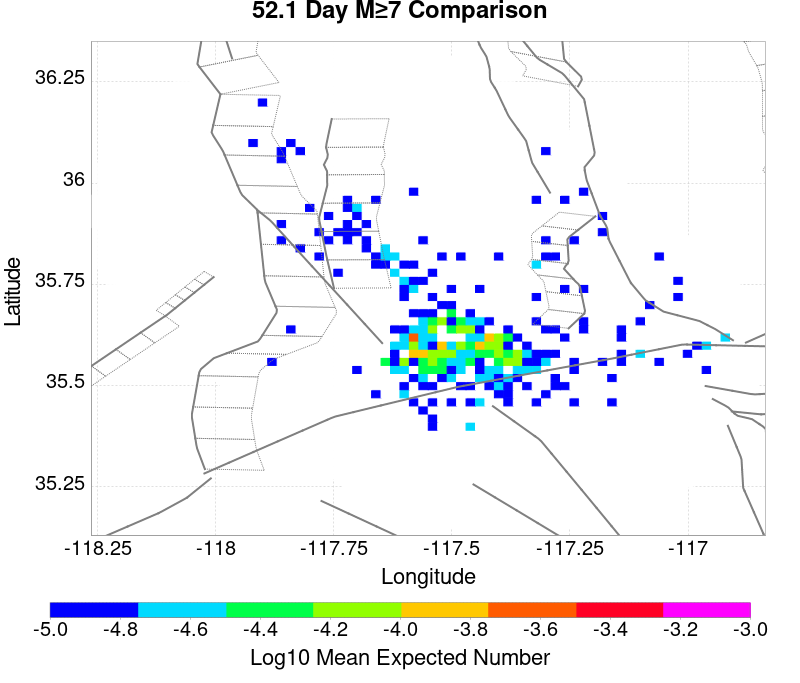 52.1 Day M≥7 Comparison
36.25
36
35.75
35.5
35.25
Latitude
-118.25 -118 -117.75 -117.5 -117.25 -117
Longitude
-5.0 -4.8 -4.6 -4.4 -4.2 -4.0 -3.8 -3.6 -3.4 -3.2 -3.0
Log10 Mean Expected Number